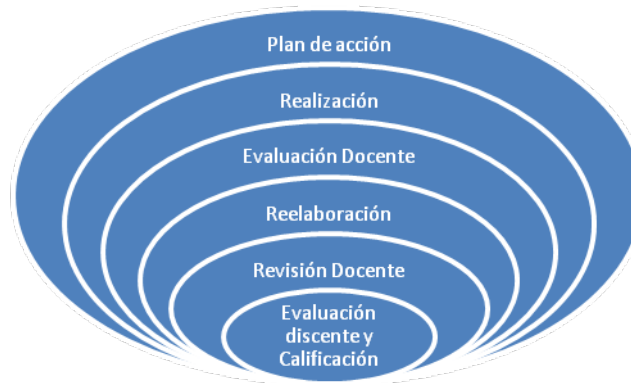 Plan de acción
Realización
Evaluación Docente
Reelaboración
Revisión Docente
Evaluación
discente y
Calificación